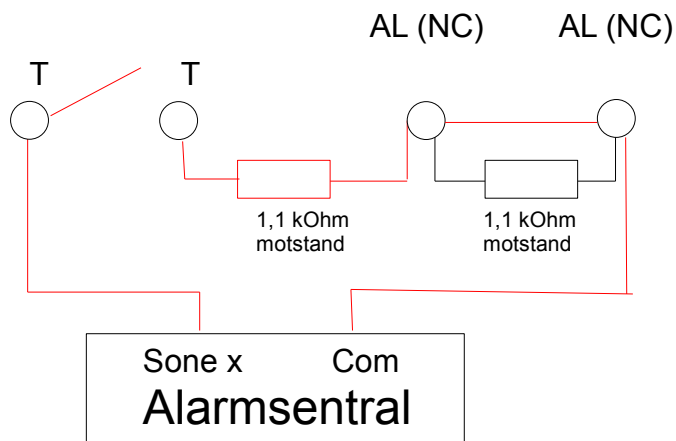 AL (NC) AL (NC)
T T
1,1 kOhm 1,1 kOhm
motstand motstand
Sone x Com
Alarmsentral